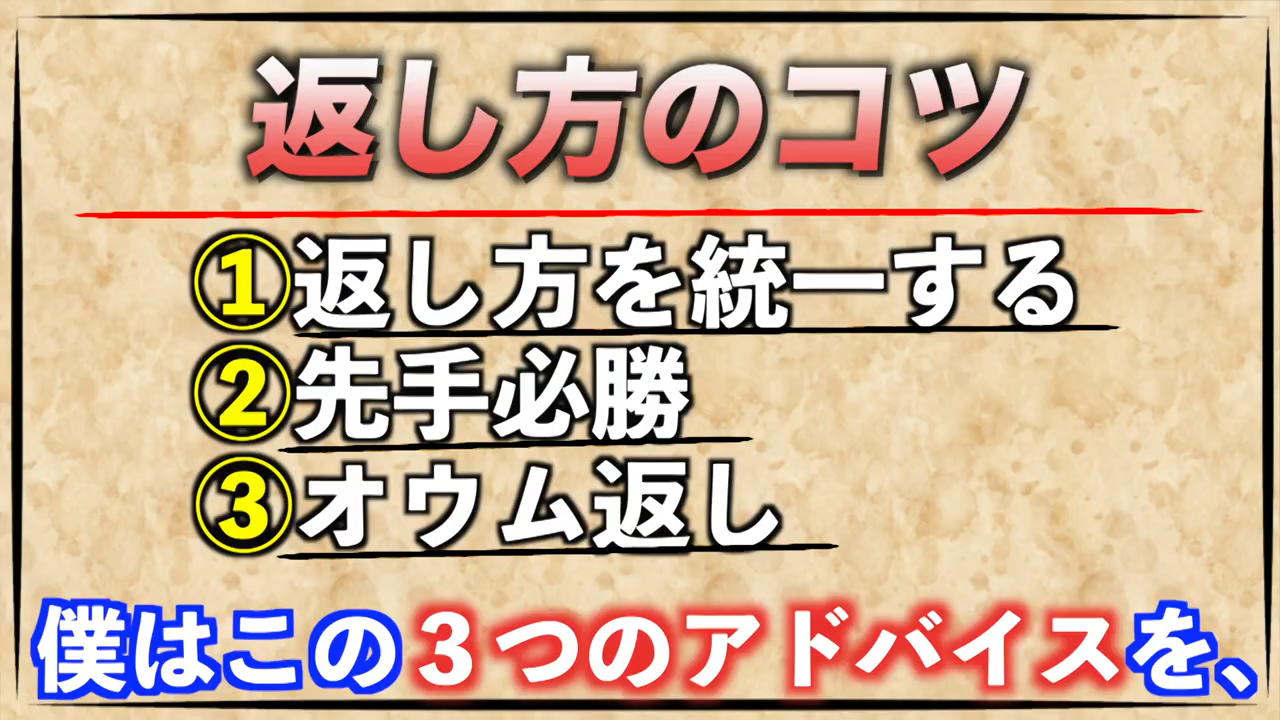 返し方のコツ
①返し方を統一する
②先手必勝
③オウム返し
僕はこの３つのアドバイスを、